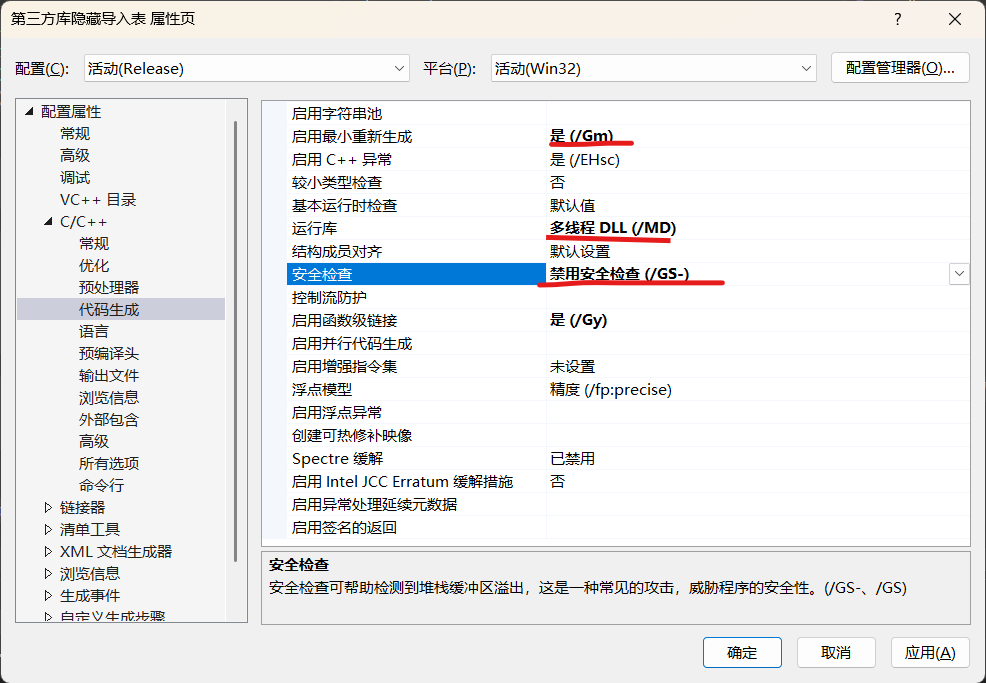 第三方库隐藏导入表 属性页
配置(C): 活动(Release) 平台(P): 活动(Win32) 配置管理器(O)...
配置属性
常规
高级
调试
VC++ 目录
C/C++
常规
优化
预处理器
代码生成
语言
预编译头
输出文件
浏览信息
外部包含
高级
所有选项
命令行
链接器
清单工具
XML 文档生成器
浏览信息
生成事件
自定义生成步骤
启用字符串池
启用最小重新生成 是 (/Gm)
启用 C++ 异常 是 (/EHsc)
较小类型检查 否
基本运行时检查 默认值
运行库 多线程 DLL (/MD)
结构成员对齐 默认设置
安全检查 禁用安全检查 (/GS-)
控制流防护
启用函数级链接 是 (/Gy)
启用并行代码生成
启用增强指令集 未设置
浮点模型 精度 (/fp:precise)
启用浮点异常
创建可热修补映像
Spectre 缓解 已禁用
启用 Intel JCC Erratum 缓解措施 否
启用异常处理延续元数据
启用签名的返回
安全检查
安全检查可帮助检测到堆栈缓冲区溢出，这是一种常见的攻击，威胁程序的安全性。(/GS-、/GS)
确定 取消 应用(A)